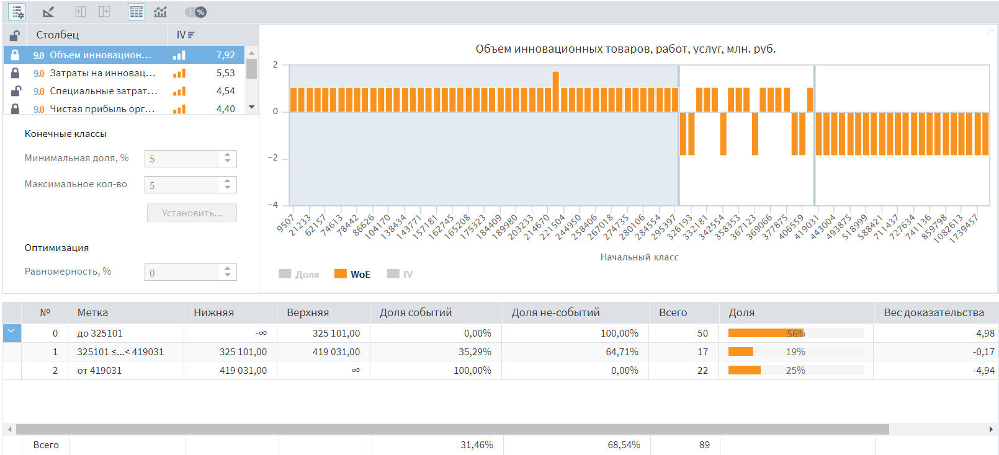 1 %
Столбец IV
9.0 Объем инновацион... 7,92
9.0 Затраты на инновац... 5,53
9.0 Специальные затрат... 4,54
9.0 Чистая прибыль орг... 4,40
Конечные классы
Минимальная доля, % 5
Максимальное кол-во 5
Установить...
Оптимизация
Равномерность, % 0
Объем инновационных товаров, работ, услуг, млн. руб.
2
0
−2
−4
95507 21233 62157 74613 78442 86626 104170 138434 143771 157181 162745 165208 175323 184409 189980 203233 214670 221504 244950 258406 267018 274735 280106 284554 295397 326193 332181 342554 358353 367123 369066 377875 406559 419031 443004 493875 518999 588421 711437 727634 741136 859798 1082613 1739457
Начальный класс
Доля WoE IV
№ Метка Нижняя Верхняя Доля событий Доля не-событий Всего Доля Вес доказательства
0 до 325101 -∞ 325 101,00 0,00% 100,00% 50 56% 4,98
1 325101 ≤...< 419031 325 101,00 419 031,00 35,29% 64,71% 17 19% -0,17
2 от 419031 419 031,00 ∞ 100,00% 0,00% 22 25% -4,94
Всего 31,46% 68,54% 89